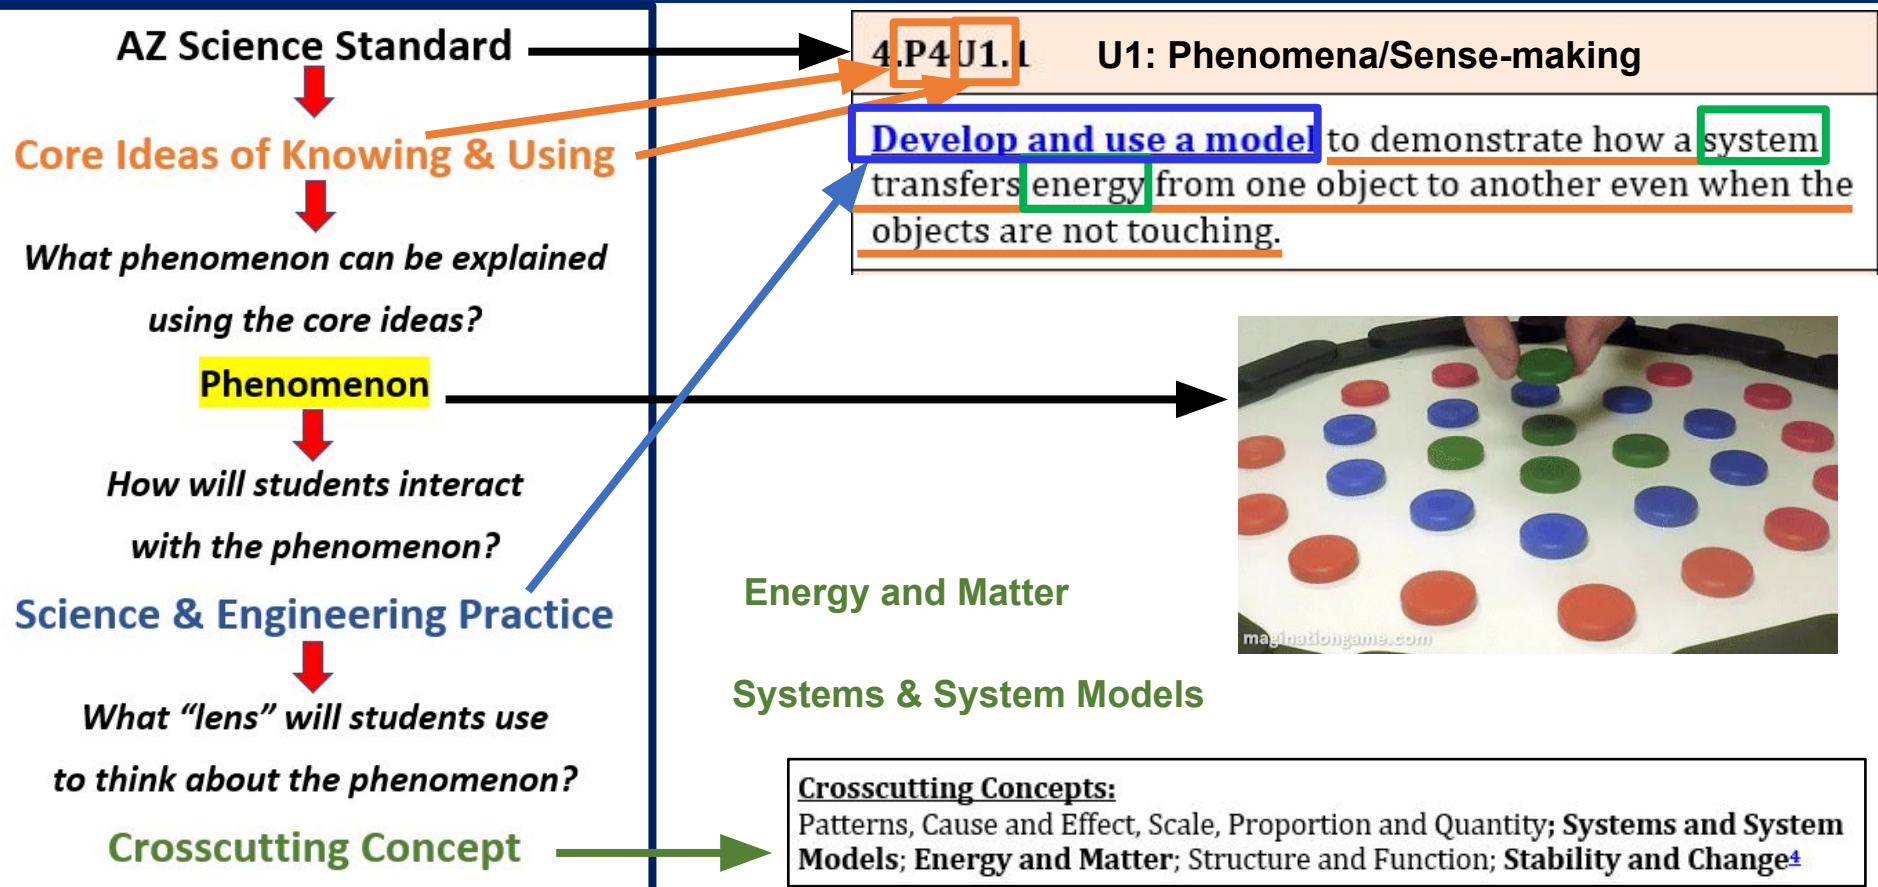 AZ Science Standard
Core Ideas of Knowing & Using
What phenomenon can be explained
using the core ideas?
Phenomenon
How will students interact
with the phenomenon?
Science & Engineering Practice
What “lens” will students use
to think about the phenomenon?
Crosscutting Concept
4.P4U1.1 U1: Phenomena/Sense-making
Develop and use a model to demonstrate how a system
transfers energy from one object to another even when the
objects are not touching.
maginationgame.com
Energy and Matter
Systems & System Models
Crosscutting Concepts:
Patterns, Cause and Effect, Scale, Proportion and Quantity; Systems and System
Models; Energy and Matter; Structure and Function; Stability and Change4